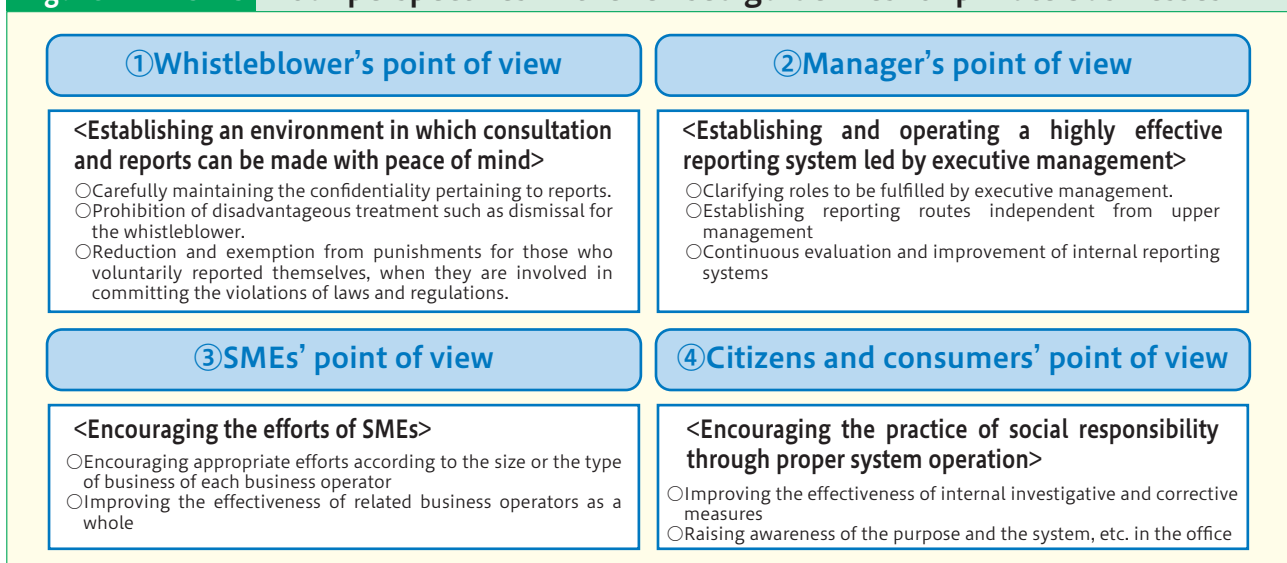 ①Whistleblower's point of view
<Establishing an environment in which consultation
and reports can be made with peace of mind>
○Carefully maintaining the confidentiality pertaining to reports.
○Prohibition of disadvantageous treatment such as dismissal for
the whistleblower.
○Reduction and exemption from punishments for those who
voluntarily reported themselves, when they are involved in
committing the violations of laws and regulations.
②Manager's point of view
<Establishing and operating a highly effective
reporting system led by executive management>
○Clarifying roles to be fulfilled by executive management.
○Establishing reporting routes independent from upper
management
○Continuous evaluation and improvement of internal reporting
systems
③SMEs' point of view
<Encouraging the efforts of SMEs>
○Encouraging appropriate efforts according to the size or the type
of business of each business operator
○Improving the effectiveness of related business operators as a
whole
④Citizens and consumers' point of view
<Encouraging the practice of social responsibility
through proper system operation>
○Improving the effectiveness of internal investigative and corrective
measures
○Raising awareness of the purpose and the system, etc. in the office